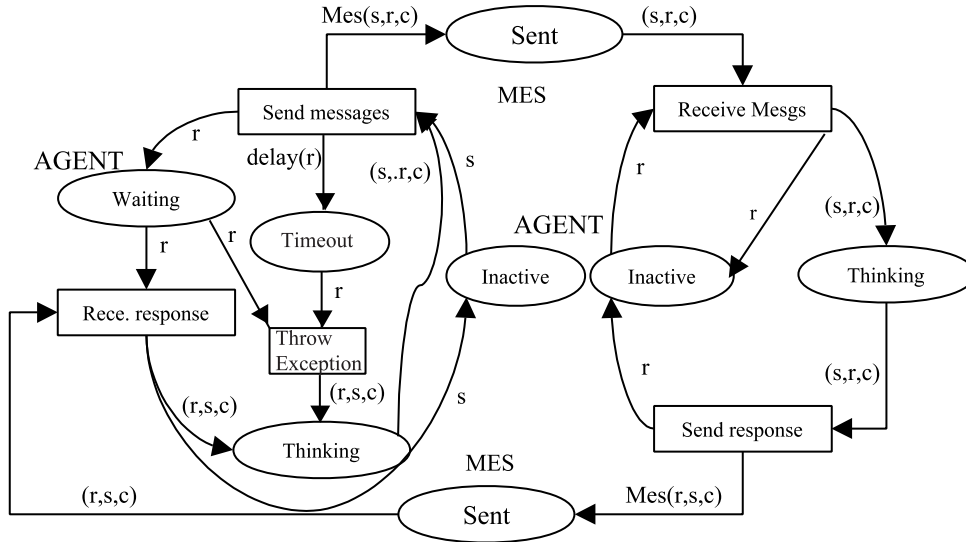 Mes(s,r,c)
(s,r,c)
Sent
MES
Send messages
Receive Mesgs
r
delay(r)
(s,.r,c)
s
r
AGENT
Waiting
r
(s,r,c)
AGENT
r
r
Timeout
Inactive
Inactive
Thinking
r
Rece. response
Throw
Exception
(r,s,c)
(r,s,c)
s
r
(s,r,c)
Thinking
Send response
MES
(r,s,c)
Sent
Mes(r,s,c)